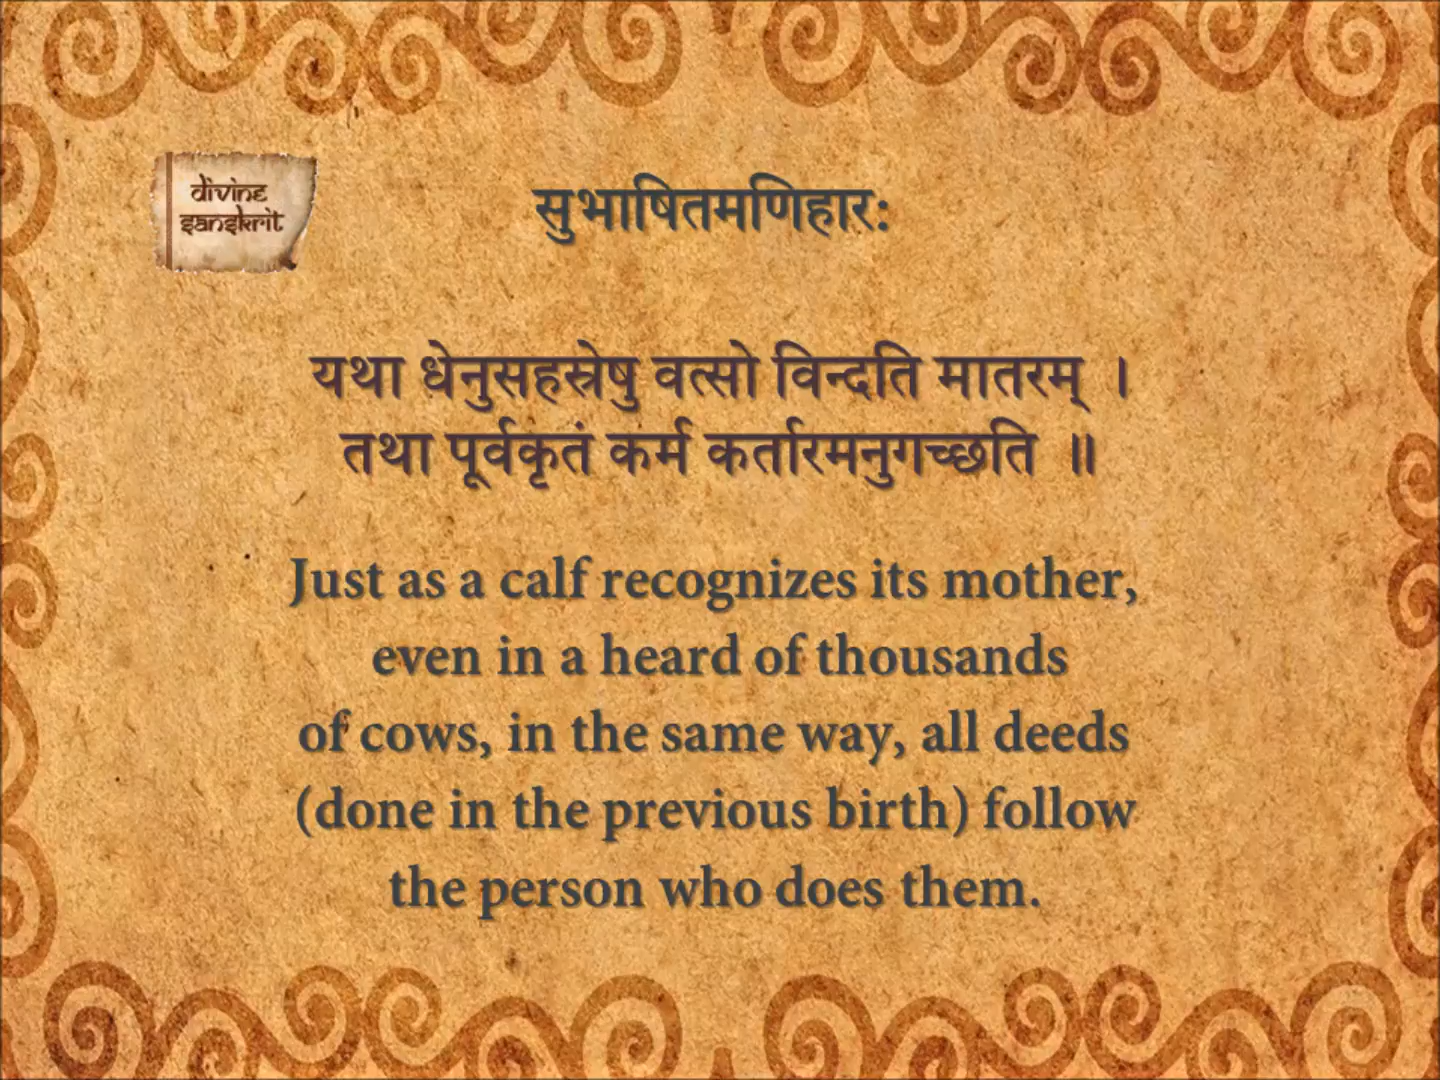 divine
sanskrit
सुभाषितमणिहारः
यथा धेनुसहस्रेषु वत्सो विन्दति मातरम् ।
तथा पूर्वकृतं कर्म कर्तारमनुगच्छति ॥
Just as a calf recognizes its mother,
even in a heard of thousands
of cows, in the same way, all deeds
(done in the previous birth) follow
the person who does them.